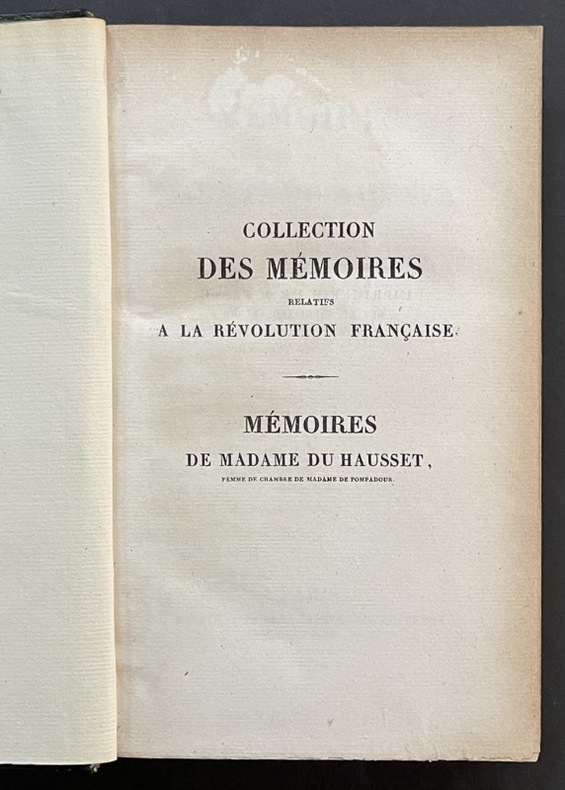 COLLECTION
DES MÉMOIRES
RELATIFS
A LA RÉVOLUTION FRANÇAISE.
MÉMOIRES
DE MADAME DU HAUSSET,
FEMME DE CHAMBRE DE MADAME DE POMPADOUR.